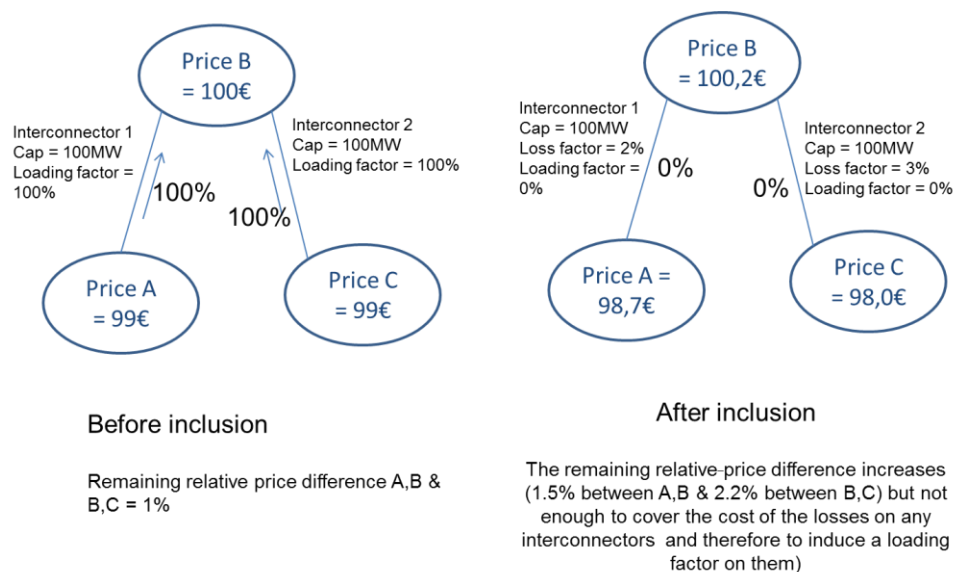 Price B
= 100€
Interconnector 1
Cap = 100MW
Loading factor =
100%
Interconnector 2
Cap = 100MW
Loading factor = 100%
100%
100%
Price A
= 99€
Price C
= 99€
Before inclusion
Remaining relative price difference A,B &
B,C = 1%
Price B
= 100,2€
Interconnector 1
Cap = 100MW
Loss factor = 2%
Loading factor =
0%
Interconnector 2
Cap = 100MW
Loss factor = 3%
Loading factor = 0%
0%
0%
Price A =
98,7€
Price C
= 98,0€
After inclusion
The remaining relative-price difference increases
(1.5% between A,B & 2.2% between B,C) but not
enough to cover the cost of the losses on any
interconnectors and therefore to induce a loading
factor on them)